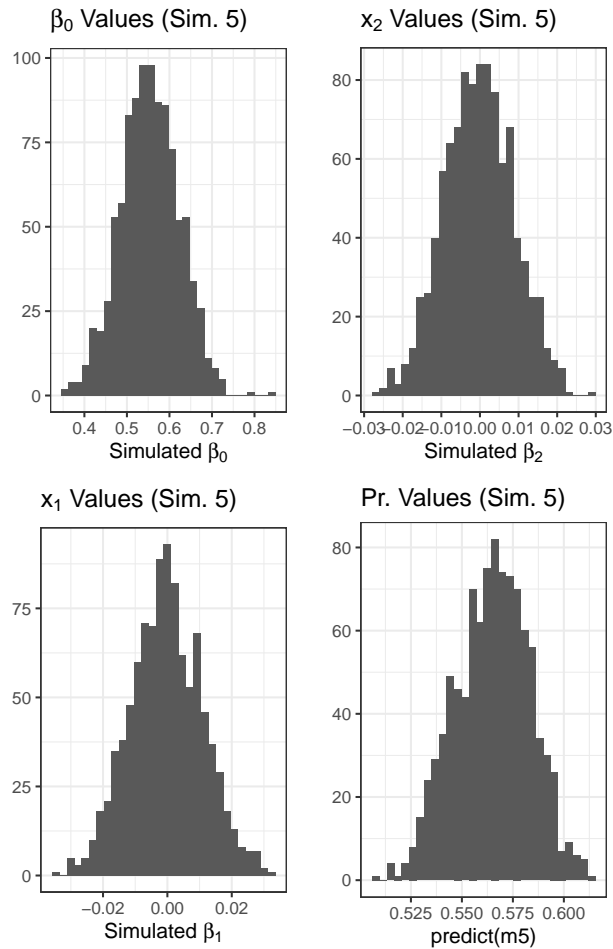 β₀ Values (Sim. 5)
100
75
50
25
0
0.4 0.5 0.6 0.7 0.8
Simulated β₀
x₂ Values (Sim. 5)
80
60
40
20
0
−0.03−0.02−0.010.00 0.01 0.02 0.03
Simulated β₂
x₁ Values (Sim. 5)
75
50
25
0
−0.02 0.00 0.02
Simulated β₁
Pr. Values (Sim. 5)
80
60
40
20
0
0.525 0.550 0.575 0.600
predict(m5)